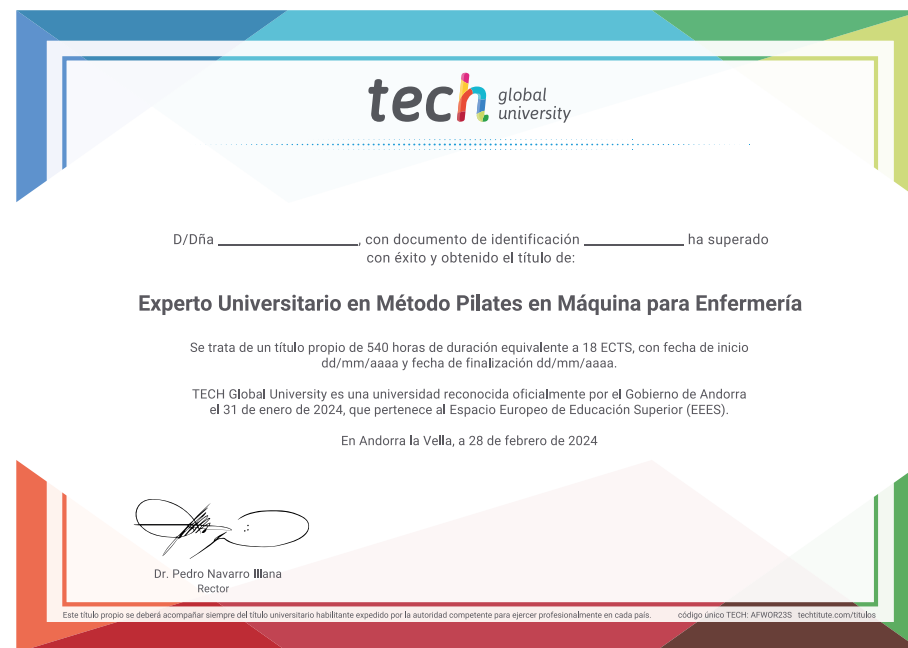 tech global university
D/Dña ______________, con documento de identificación __________ ha superado
con éxito y obtenido el título de:
Experto Universitario en Método Pilates en Máquina para Enfermería
Se trata de un título propio de 540 horas de duración equivalente a 18 ECTS, con fecha de inicio
dd/mm/aaaa y fecha de finalización dd/mm/aaaa.
TECH Global University es una universidad reconocida oficialmente por el Gobierno de Andorra
el 31 de enero de 2024, que pertenece al Espacio Europeo de Educación Superior (EEES).
En Andorra la Vella, a 28 de febrero de 2024
Dr. Pedro Navarro Illana
Rector
Este título propio se deberá acompañar siempre del título universitario habilitante expedido por la autoridad competente para ejercer profesionalmente en cada país. código único TECH: AFWOR23S techtitute.com/titulos